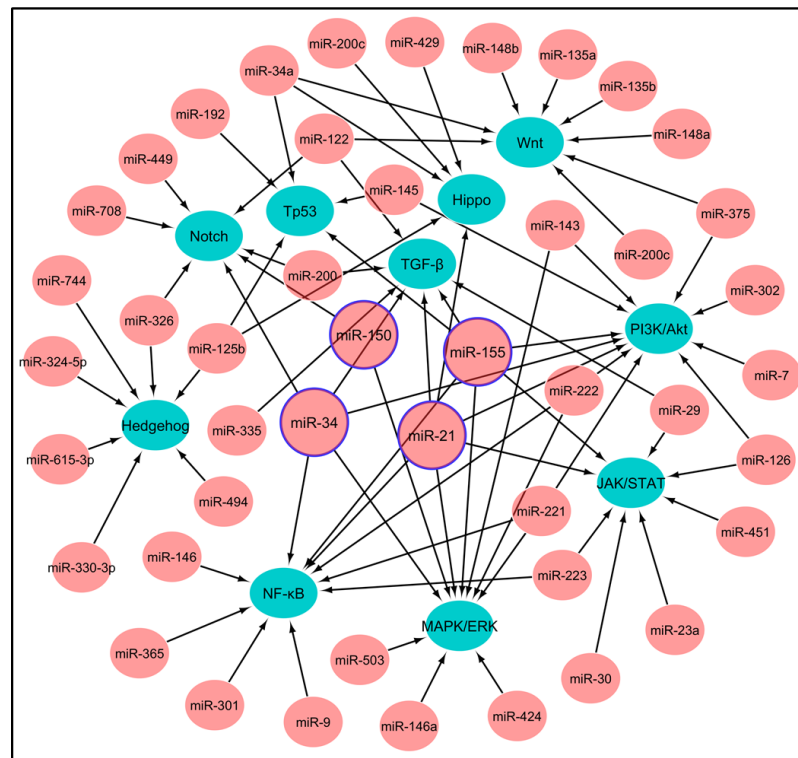 miR-200c
miR-429
miR-148b
miR-135a
miR-34a
miR-135b
miR-192
miR-148a
miR-122
Wnt
miR-449
miR-145
Hippo
Tp53
miR-708
Notch
miR-375
miR-143
miR-200c
TGF-β
miR-200
miR-744
miR-302
miR-326
miR-125b
miR-150
PI3K/Akt
miR-155
miR-324-5p
miR-7
miR-222
miR-29
miR-34
Hedgehog
miR-335
miR-21
miR-615-3p
miR-126
JAK/STAT
miR-494
miR-221
miR-451
miR-146
miR-330-3p
miR-223
NF-κB
MAPK/ERK
miR-23a
miR-365
miR-503
miR-30
miR-301
miR-9
miR-146a
miR-424